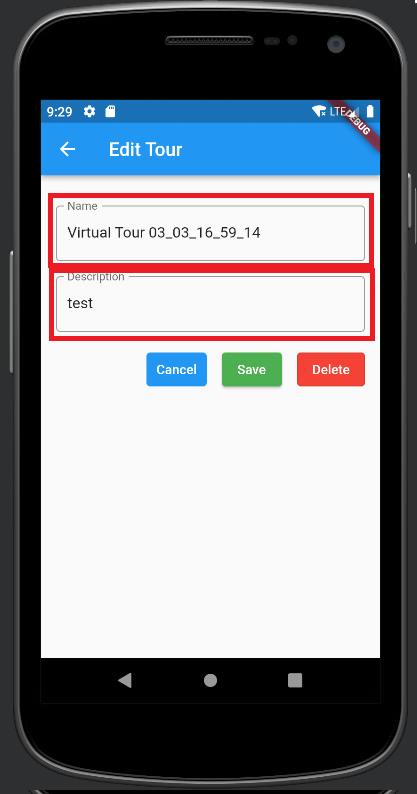 9:29 LTE
DEBUG
Edit Tour
Name
Virtual Tour 03_03_16_59_14
Description
test
Cancel Save Delete